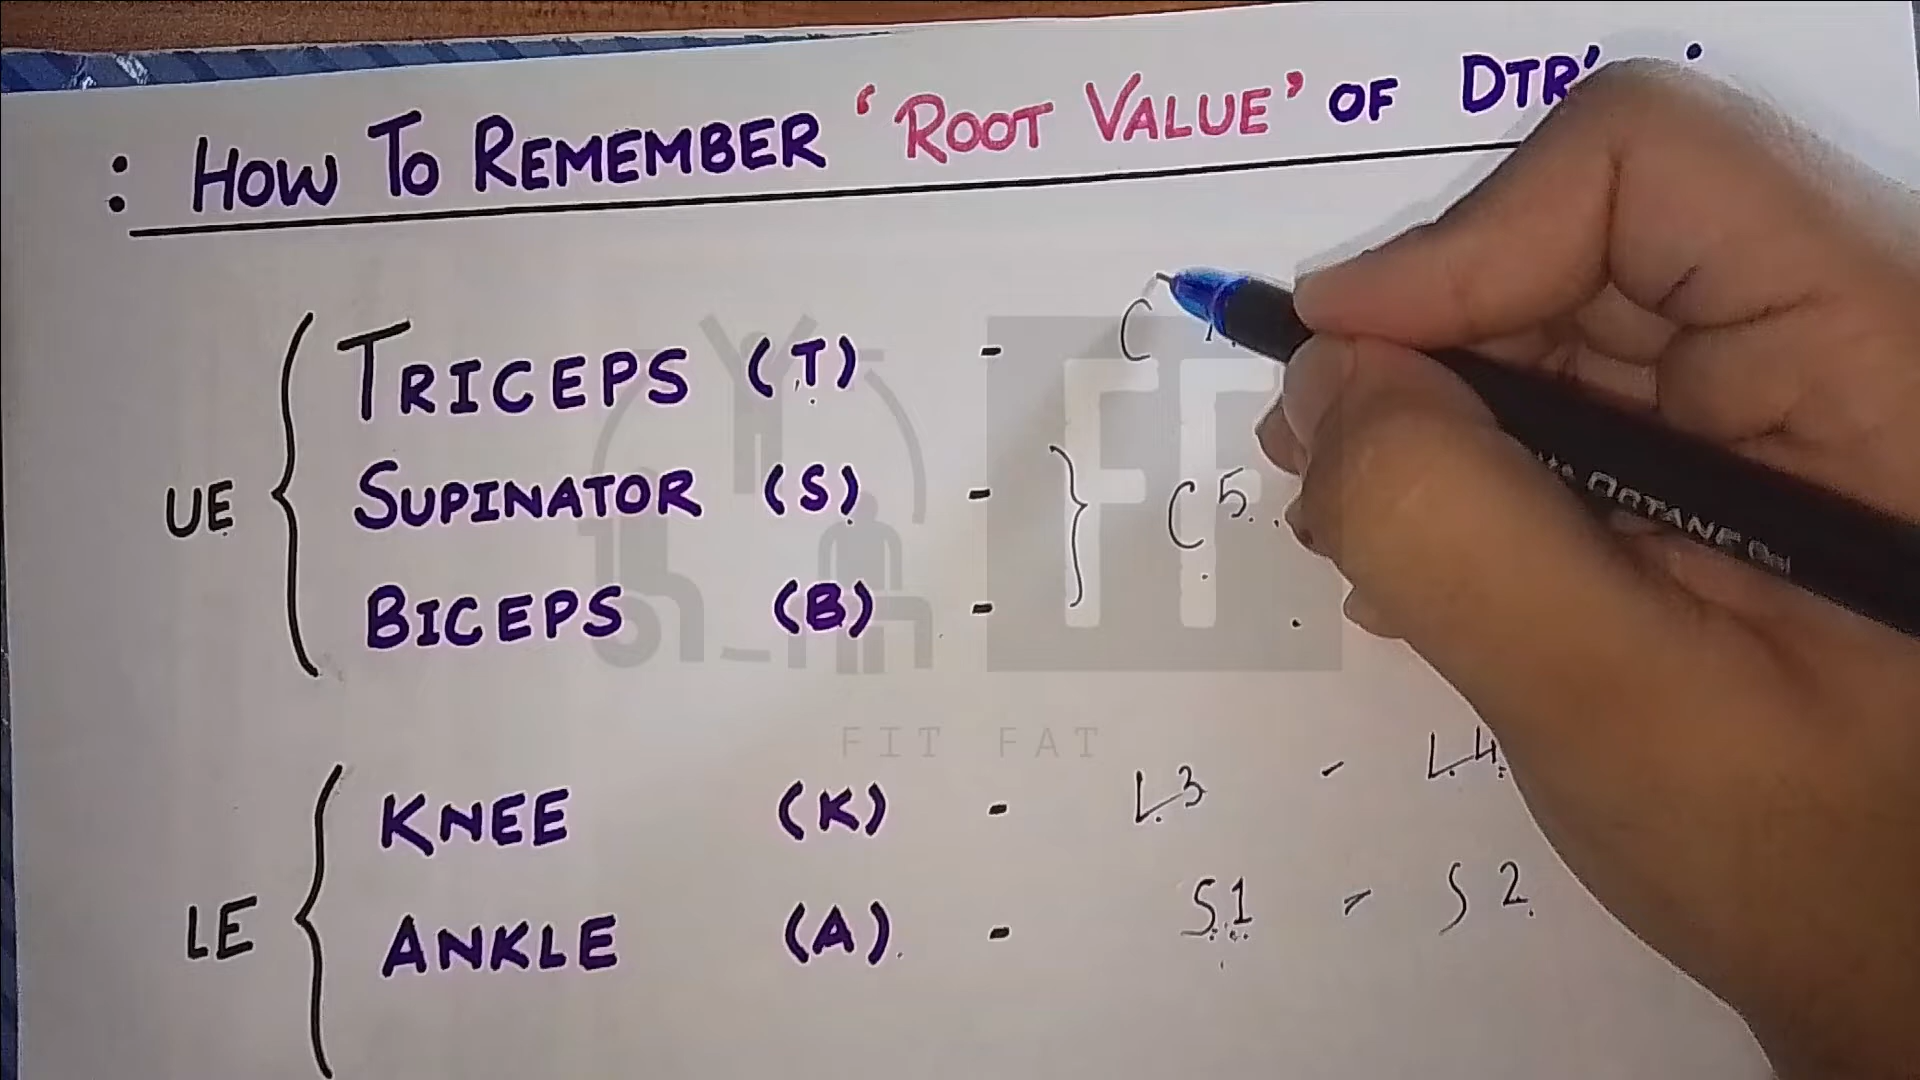 : HOW TO REMEMBER 'ROOT VALUE' OF DTR' :
UE
TRICEPS (T) - C
SUPINATOR (S) -
C5
BICEPS (B) -
FF
FIT FAT
LE
KNEE (K) - L3 - L4
ANKLE (A) - S1 - S2